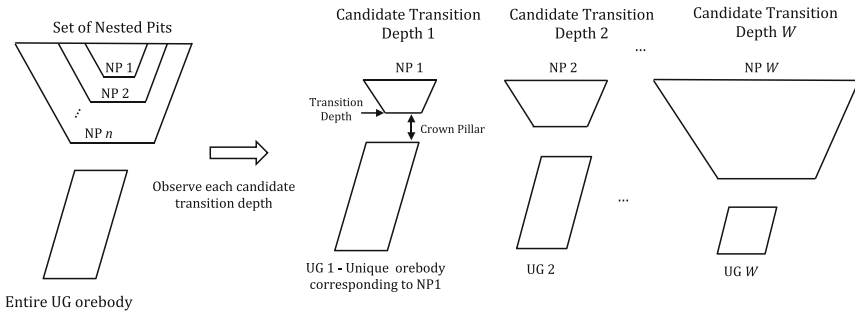 Set of Nested Pits
NP 1
NP 2
...
NP n
Entire UG orebody
Observe each candidate
transition depth
Candidate Transition
Depth 1
NP 1
Transition
Depth
Crown Pillar
UG 1 - Unique orebody
corresponding to NP1
Candidate Transition
Depth 2
NP 2
UG 2
...
...
Candidate Transition
Depth W
NP W
UG W